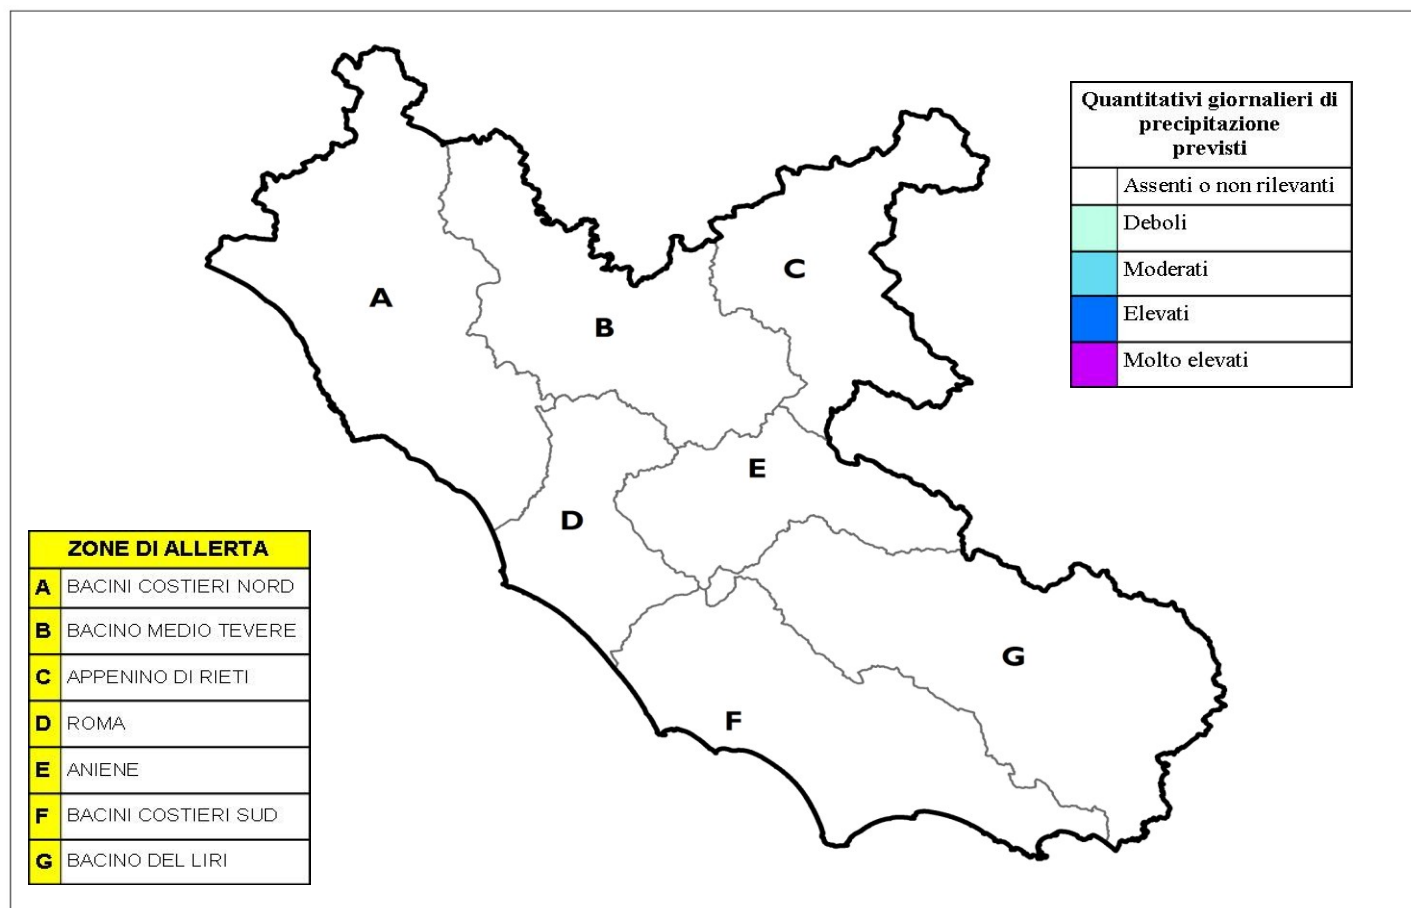 Quantitativi giornalieri di
precipitazione
previsti
Assenti o non rilevanti
Deboli
Moderati
Elevati
Molto elevati
A
B
C
D
E
F
G
ZONE DI ALLERTA
A BACINI COSTIERI NORD
B BACINO MEDIO TEVERE
C APPENINO DI RIETI
D ROMA
E ANIENE
F BACINI COSTIERI SUD
G BACINO DEL LIRI